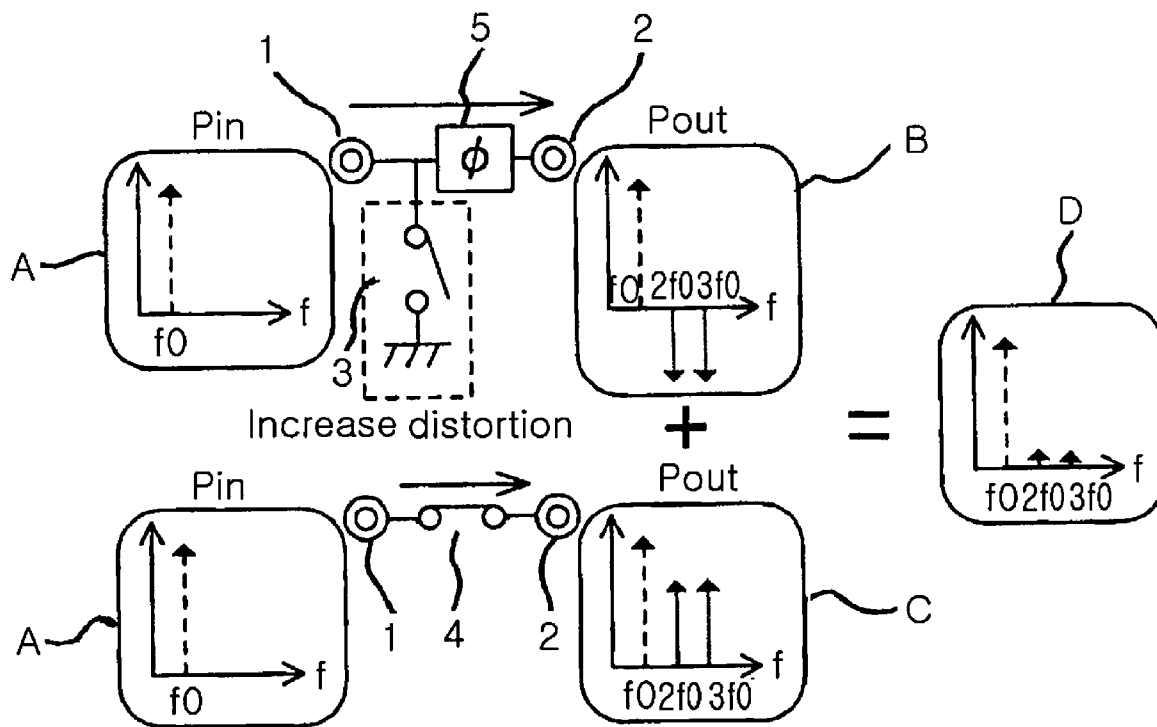 1
5
2
Pin
ϕ
Pout
B
A
f
f0
f0
2f0 3f0
f
D
3
Increase distortion
+
=
f
f0 2f0 3f0
Pin
Pout
A
f
f0
1
4
2
f
f0 2f0 3f0
C